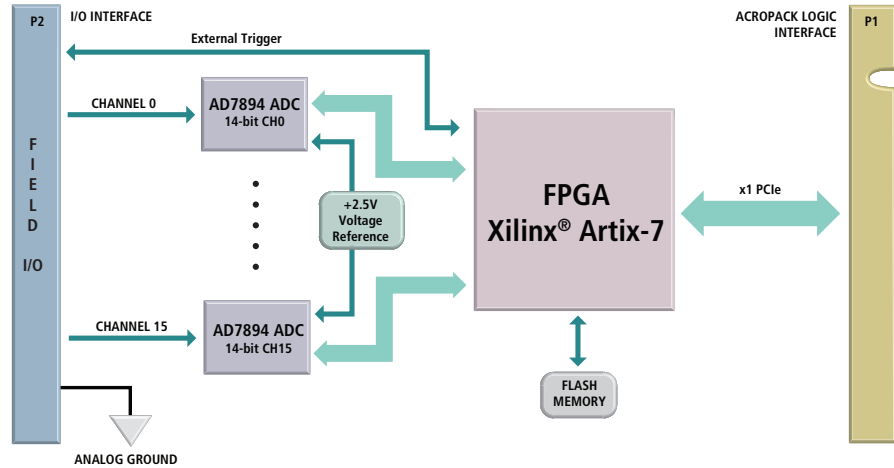 P2
I/O INTERFACE
ACROPACK LOGIC
INTERFACE
P1
External Trigger
CHANNEL 0
AD7894 ADC
14-bit CH0
FIELD
I/O
+2.5V
Voltage
Reference
FPGA
Xilinx® Artix-7
x1 PCIe
CHANNEL 15
AD7894 ADC
14-bit CH15
FLASH
MEMORY
ANALOG GROUND